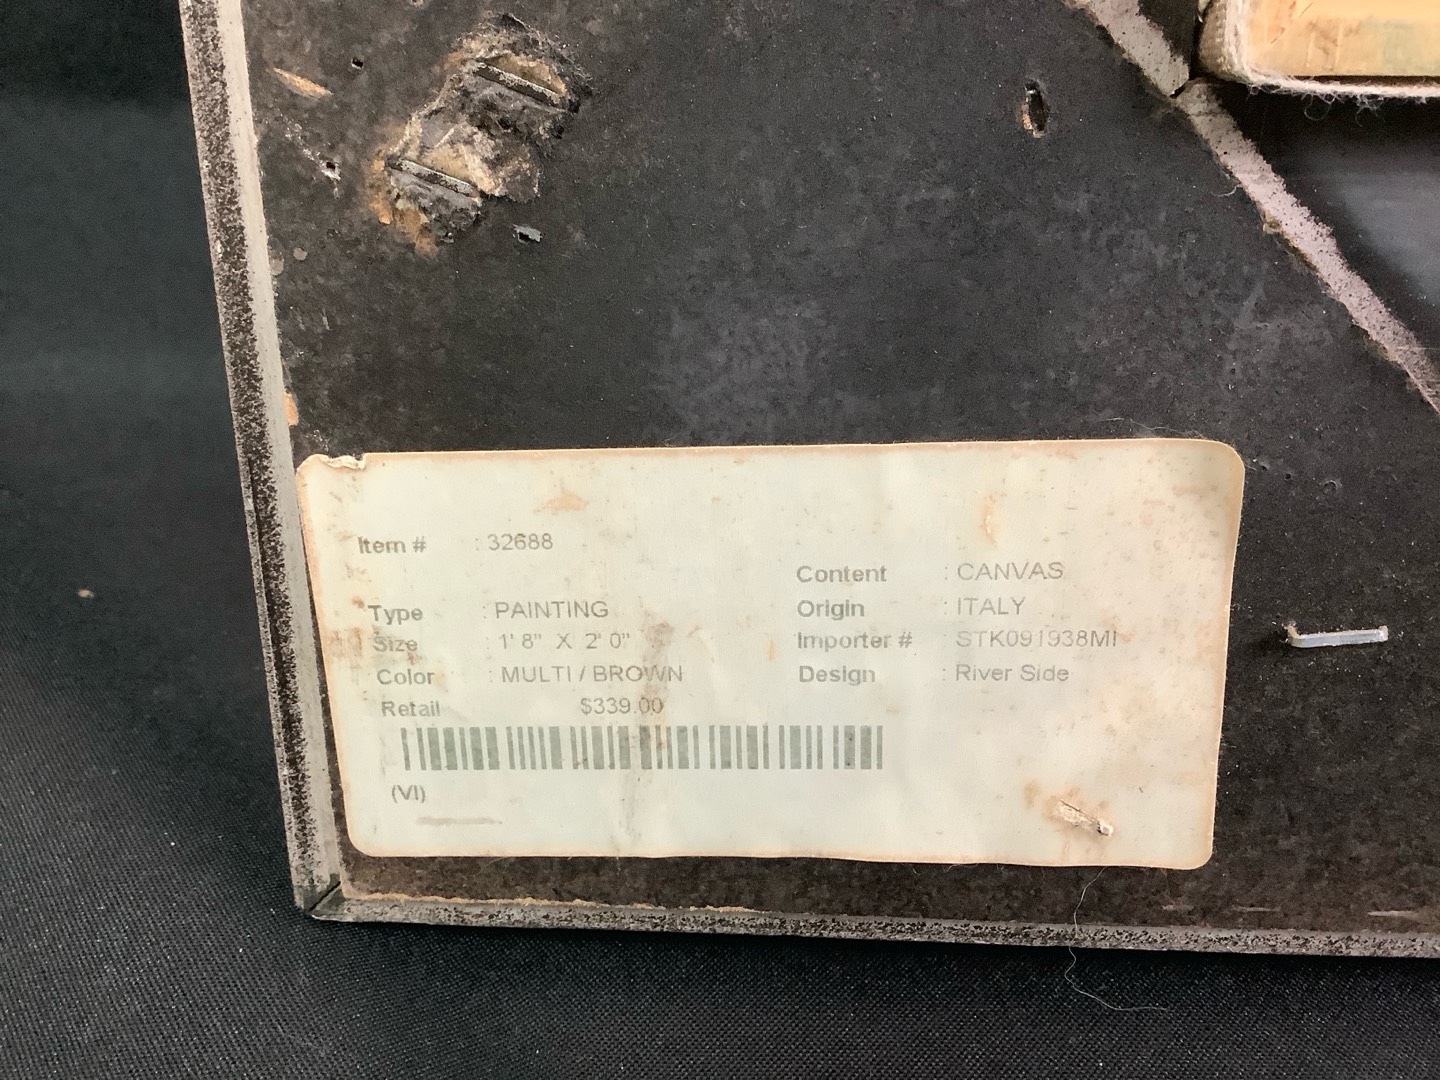 Item # : 32688
Type : PAINTING
Size : 1' 8" X 2' 0"
Color : MULTI / BROWN
Retail $339.00
(VI)
Content : CANVAS
Origin : ITALY
Importer # : STK091938MI
Design : River Side